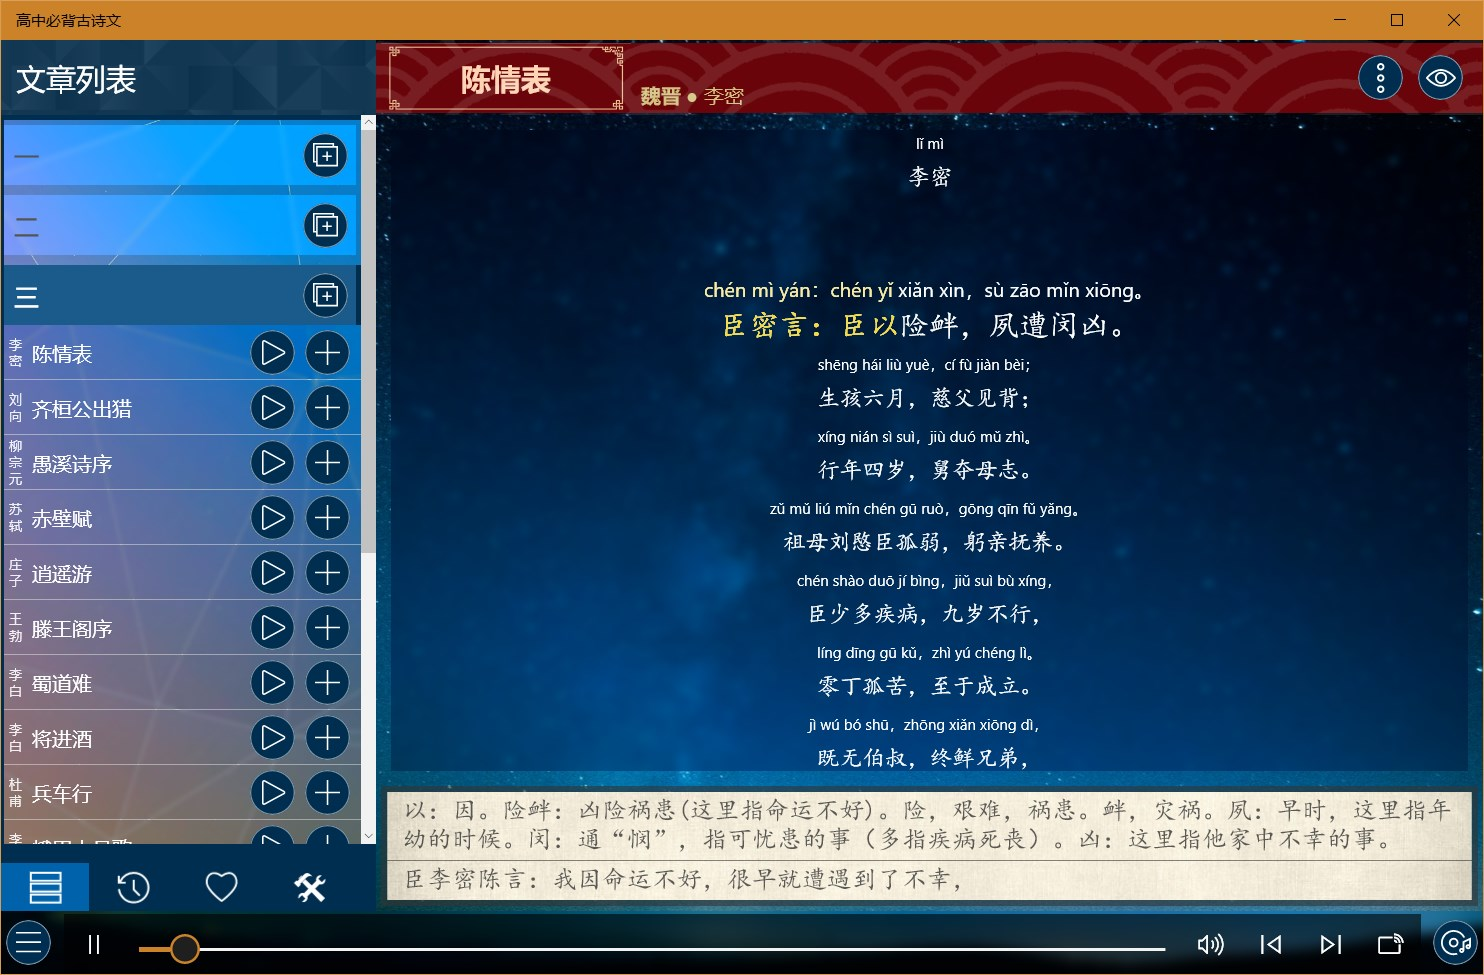 高中必背古诗文
文章列表
陈情表
魏晋 • 李密
一
二
三
李密 陈情表
刘向 齐桓公出猎
柳宗元 愚溪诗序
苏轼 赤壁赋
庄子 逍遥游
王勃 滕王阁序
李白 蜀道难
李白 将进酒
杜甫 兵车行
lǐ mì
李密
chén mì yán：chén yǐ xiǎn xìn，sù zāo mǐn xiōng。
臣密言：臣以险衅，夙遭闵凶。
shēng hái liù yuè，cí fù jiàn bèi；
生孩六月，慈父见背；
xíng nián sì suì，jiù duó mǔ zhì。
行年四岁，舅夺母志。
zǔ mǔ liú mǐn chén gū ruò，gōng qīn fǔ yǎng。
祖母刘愍臣孤弱，躬亲抚养。
chén shào duō jí bìng，jiǔ suì bù xíng，
臣少多疾病，九岁不行，
líng dīng gū kǔ，zhì yú chéng lì。
零丁孤苦，至于成立。
jì wú bó shū，zhōng xiǎn xiōng dì，
既无伯叔，终鲜兄弟，
以：因。险衅：凶险祸患(这里指命运不好)。险，艰难，祸患。衅，灾祸。夙：早时，这里指年
幼的时候。闵：通“悯”，指可忧患的事（多指疾病死丧）。凶：这里指他家中不幸的事。
臣李密陈言：我因命运不好，很早就遭遇到了不幸，